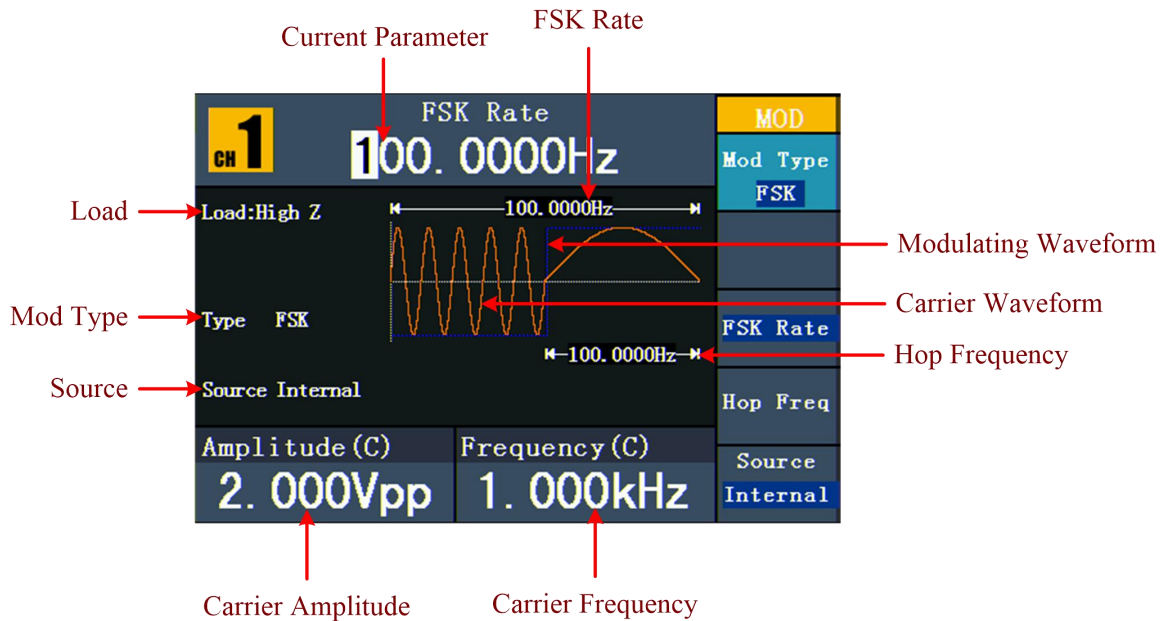 FSK Rate
Current Parameter
CH 1
FSK Rate
100.0000Hz
MOD
Mod Type
FSK
Load
Load:High Z
100.0000Hz
Modulating Waveform
Carrier Waveform
Mod Type
Type FSK
FSK Rate
100.0000Hz
Hop Frequency
Source
Source Internal
Hop Freq
Amplitude(C)
Frequency(C)
Source
2.000Vpp
1.000kHz
Internal
Carrier Amplitude
Carrier Frequency